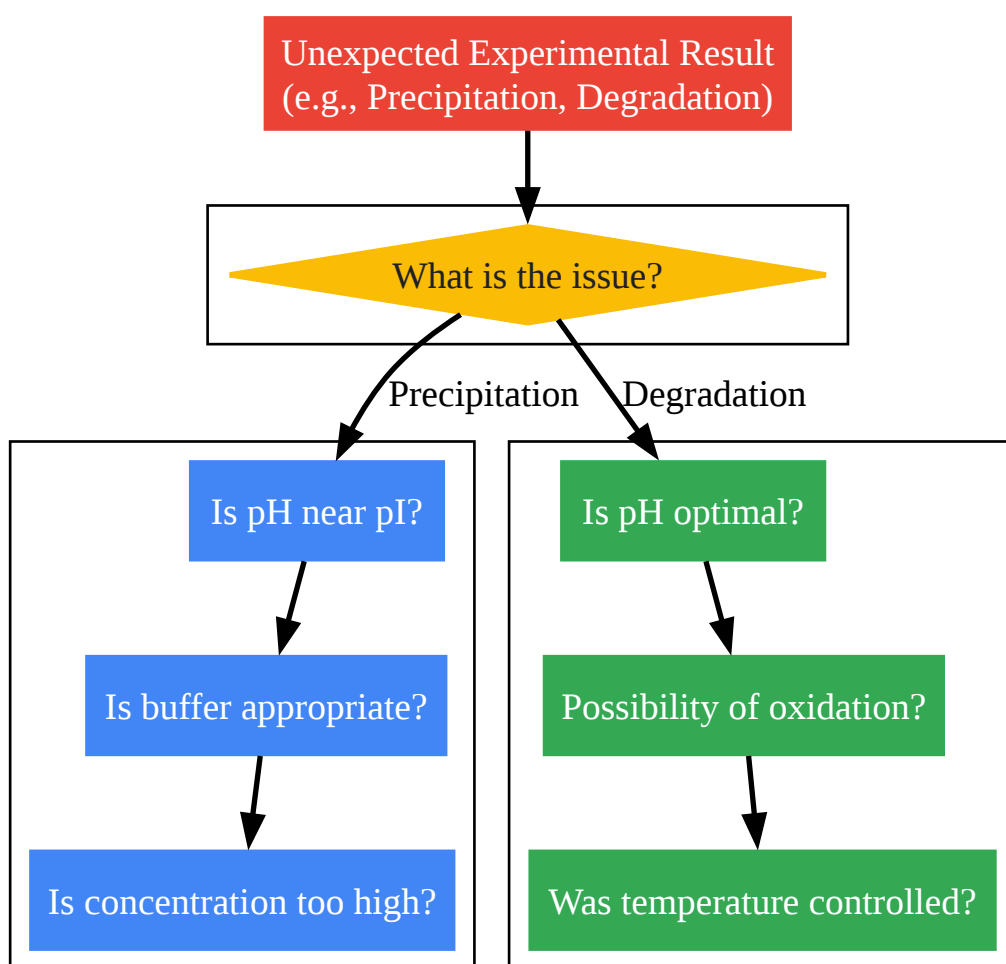 Unexpected Experimental Result
(e.g., Precipitation, Degradation)
What is the issue?
Precipitation
Degradation
Is pH near pI?
Is buffer appropriate?
Is concentration too high?
Is pH optimal?
Possibility of oxidation?
Was temperature controlled?